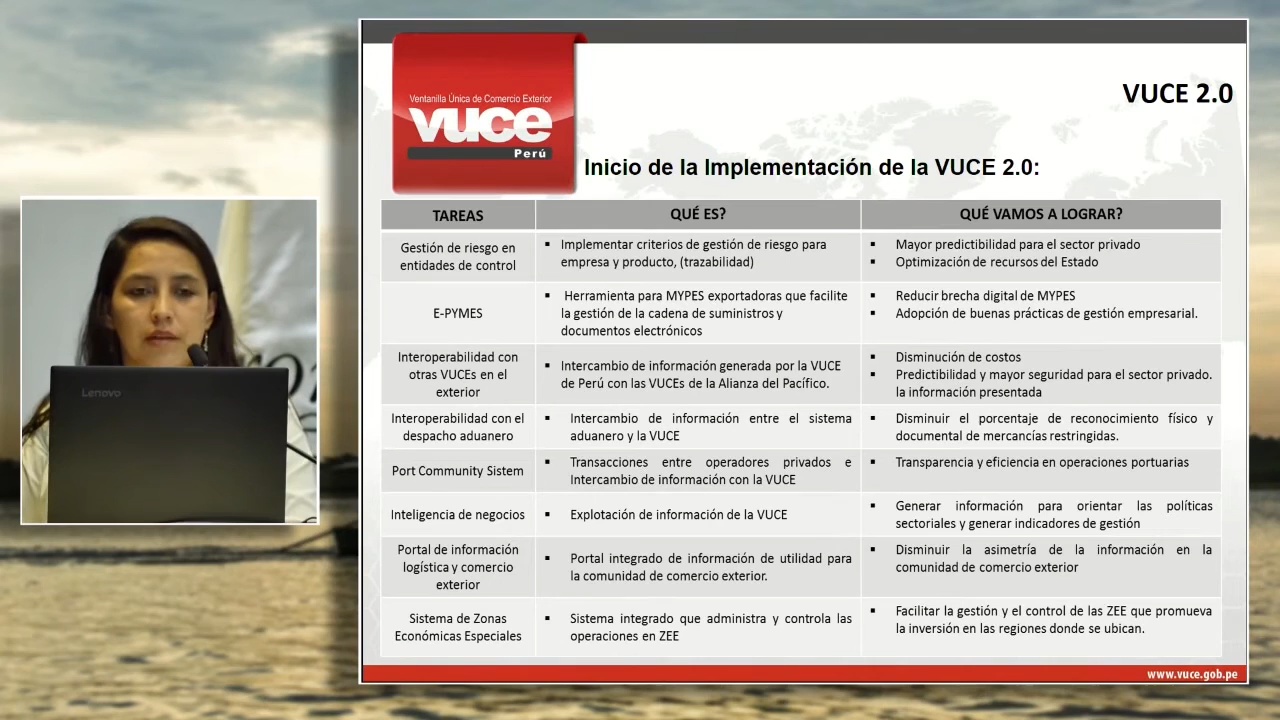 Ventanilla Única de Comercio Exterior
vuce
Perú
VUCE 2.0
Inicio de la Implementación de la VUCE 2.0:
TAREAS
QUÉ ES?
QUÉ VAMOS A LOGRAR?
Gestión de riesgo en
entidades de control
▪ Implementar criterios de gestión de riesgo para
empresa y producto, (trazabilidad)
▪ Mayor predictibilidad para el sector privado
▪ Optimización de recursos del Estado
E-PYMES
▪ Herramienta para MYPES exportadoras que facilite
la gestión de la cadena de suministros y
documentos electrónicos
▪ Reducir brecha digital de MYPES
▪ Adopción de buenas prácticas de gestión empresarial.
Interoperabilidad con
otras VUCEs en el
exterior
▪ Intercambio de información generada por la VUCE
de Perú con las VUCEs de la Alianza del Pacífico.
▪ Disminución de costos
▪ Predictibilidad y mayor seguridad para el sector privado.
la información presentada
Interoperabilidad con el
despacho aduanero
▪ Intercambio de información entre el sistema
aduanero y la VUCE
▪ Disminuir el porcentaje de reconocimiento físico y
documental de mercancías restringidas.
Port Community Sistem
▪ Transacciones entre operadores privados e
Intercambio de información con la VUCE
▪ Transparencia y eficiencia en operaciones portuarias
Inteligencia de negocios
▪ Explotación de información de la VUCE
▪ Generar información para orientar las políticas
sectoriales y generar indicadores de gestión
Portal de información
logística y comercio
exterior
▪ Portal integrado de información de utilidad para
la comunidad de comercio exterior.
▪ Disminuir la asimetría de la información en la
comunidad de comercio exterior
Sistema de Zonas
Económicas Especiales
▪ Sistema integrado que administra y controla las
operaciones en ZEE
▪ Facilitar la gestión y el control de las ZEE que promueva
la inversión en las regiones donde se ubican.
www.vuce.gob.pe
Lenovo